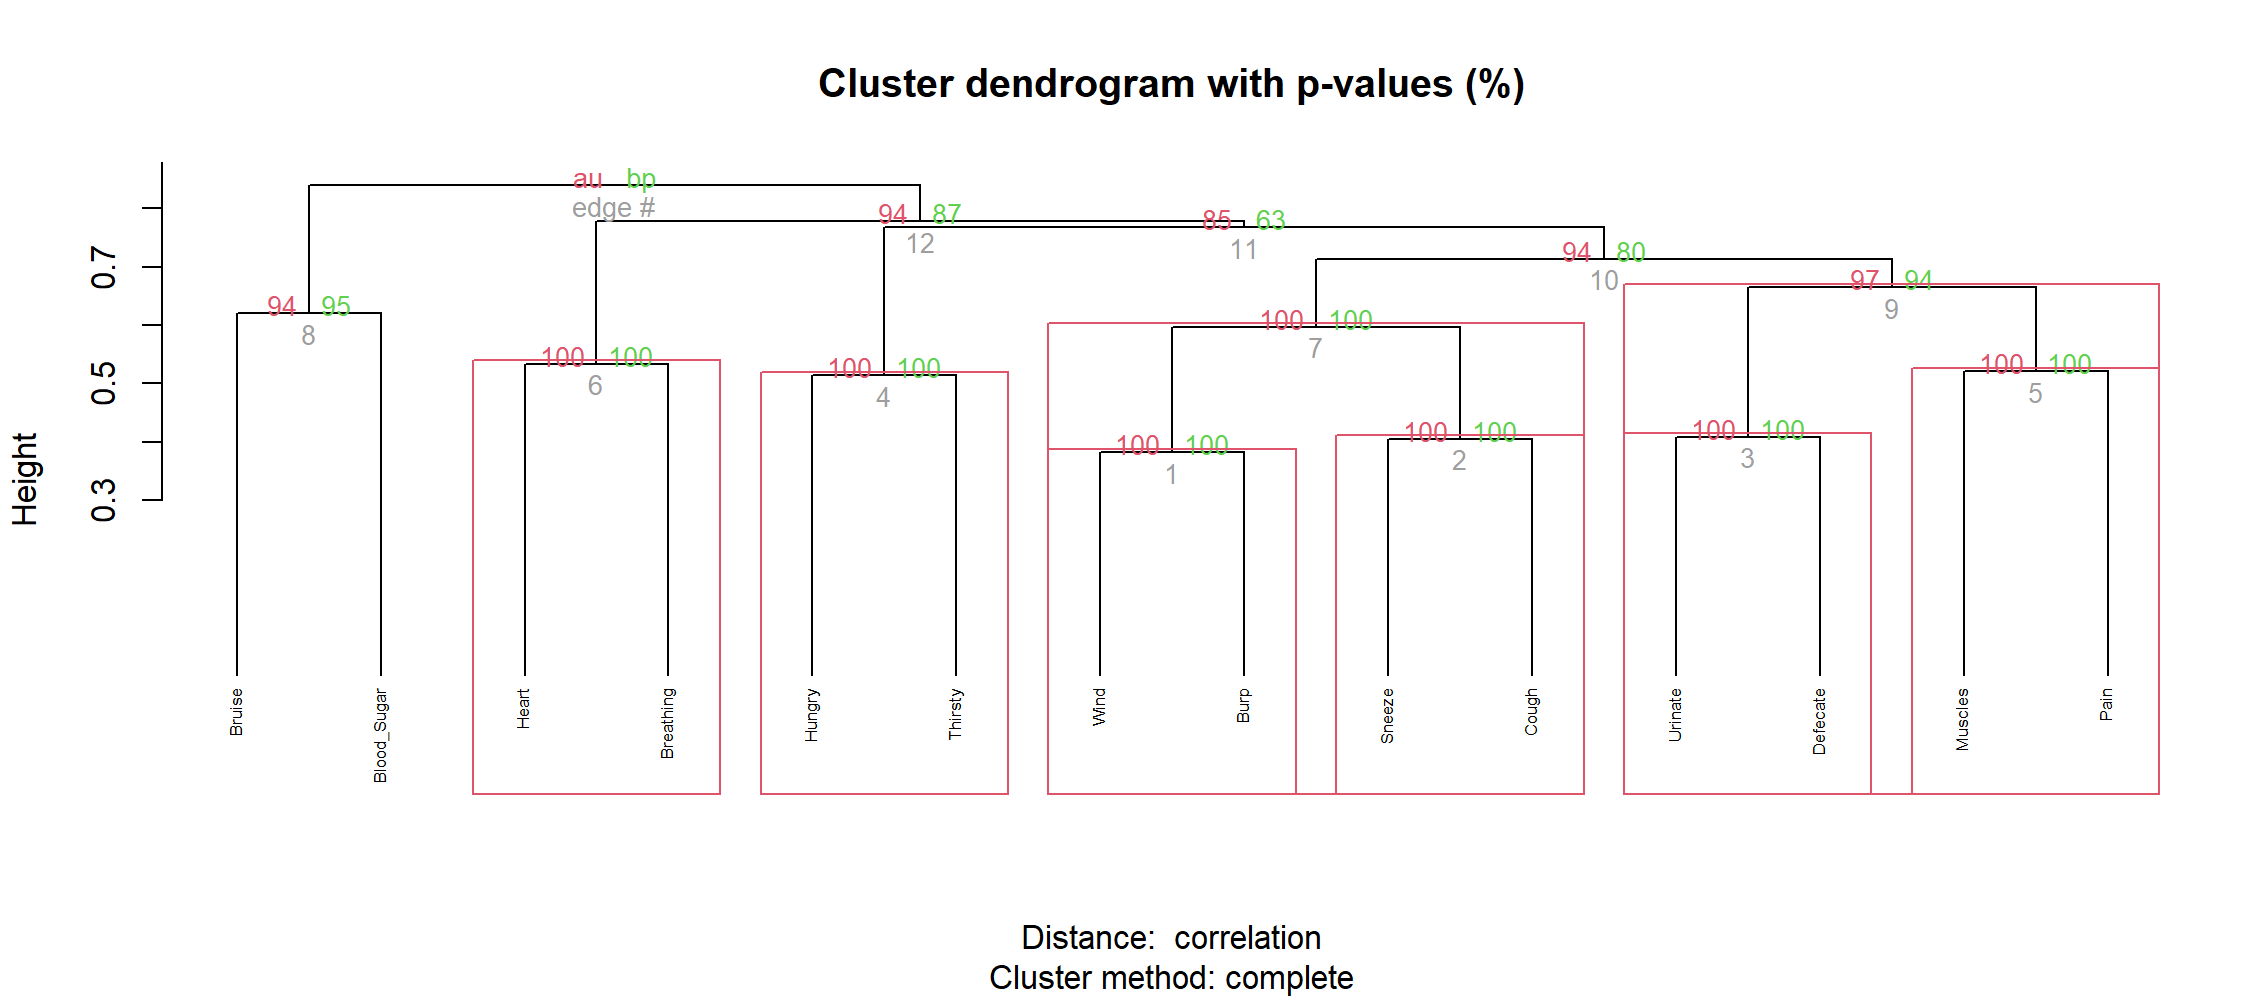 Cluster dendrogram with p-values (%)
au bp
edge #
94 87
12
85 63
11
94 80
10
97 94
9
94 95
8
100 100
7
100 100
6
100 100
5
100 100
4
100 100
3
100 100
2
100 100
1
Height
0.7
0.5
0.3
Bruise
Blood_Sugar
Heart
Breathing
Hungry
Thirsty
Wind
Burp
Sneeze
Cough
Urinate
Defecate
Muscles
Pain
Distance: correlation
Cluster method: complete